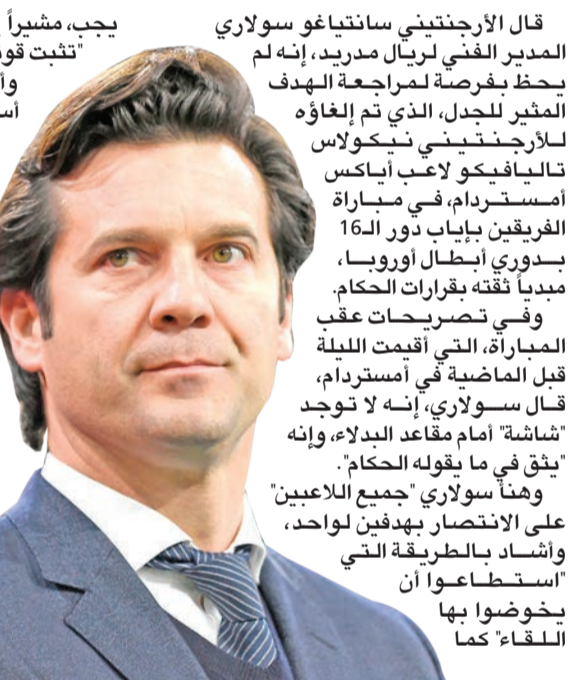 قال الأرجنتيني سانتياغو سولاري
المدير الفني لريال مدريد، إنه لم
يحظ بفرصة لمراجعة الهدف
المثير للجدل، الذي تم إلغاؤه
للأرجنتيني نيكولاس
تاليافيكو لاعب أياكس
أمستردام، في مباراة
الفريقين بإياب دور الـ16
بدوري أبطال أوروبا،
مبدياً ثقته بقرارات الحكام.
وفي تصريحات عقب
المباراة، التي أقيمت الليلة
قبل الماضية في أمستردام،
قال سولاري، إنه لا توجد
"شاشة" أمام مقاعد البدلاء، وإنه
"يثق في ما يقوله الحكام".
وهنأ سولاري "جميع اللاعبين"
على الانتصار بهدفين لواحد،
وأشاد بالطريقة التي
"استطاعوا أن
يخوضوا بها
اللقاء" كما
يجب، مشيراً
"تثبت قو
وأ
أس